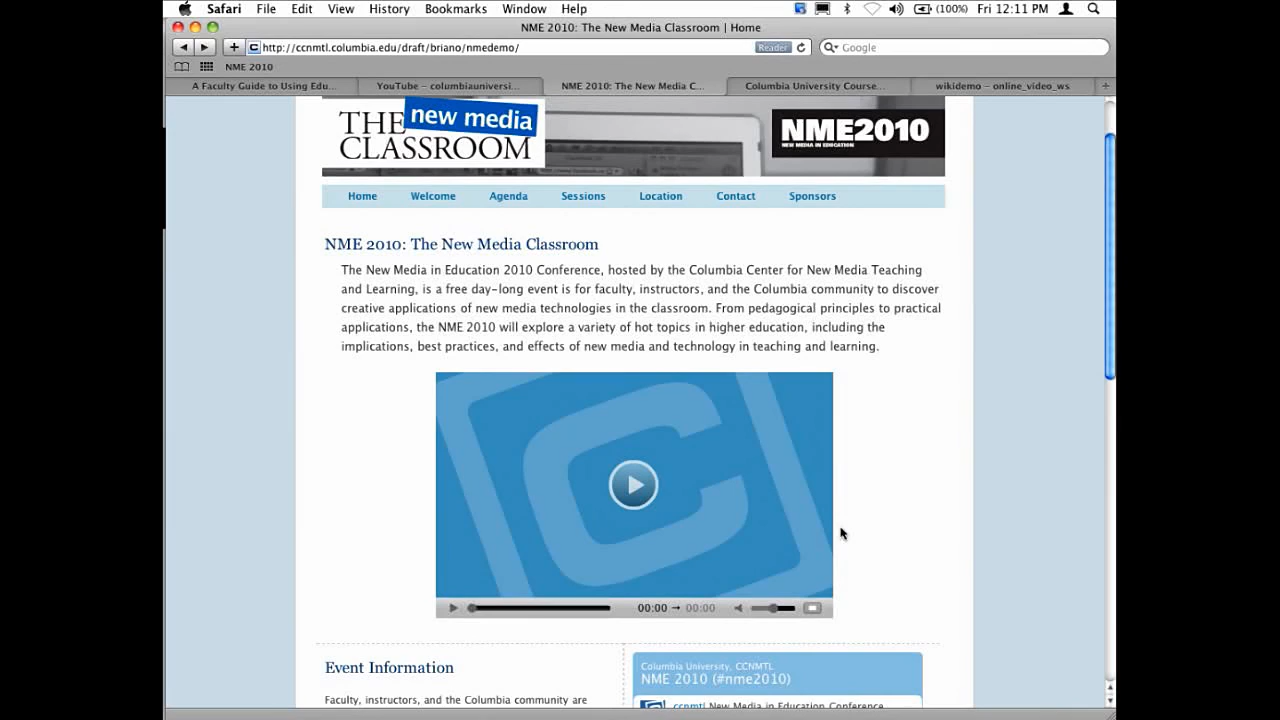 Safari File Edit View History Bookmarks Window Help (100%) Fri 12:11 PM
NME 2010: The New Media Classroom | Home
http://ccnmtl.columbia.edu/draft/briano/nmedemo/ Reader Google
NME 2010
A Faculty Guide to Using Edu... YouTube – columbiauniversi... NME 2010: The New Media C... Columbia University Course... wikidemo – online_video_ws
THE new media
CLASSROOM
NME2010
NEW MEDIA IN EDUCATION
Home Welcome Agenda Sessions Location Contact Sponsors
NME 2010: The New Media Classroom
The New Media in Education 2010 Conference, hosted by the Columbia Center for New Media Teaching
and Learning, is a free day-long event is for faculty, instructors, and the Columbia community to discover
creative applications of new media technologies in the classroom. From pedagogical principles to practical
applications, the NME 2010 will explore a variety of hot topics in higher education, including the
implications, best practices, and effects of new media and technology in teaching and learning.
00:00 → 00:00
Event Information
Faculty, instructors, and the Columbia community are
Columbia University, CCNMTL
NME 2010 (#nme2010)
ccnmtl New Media in Education Conference